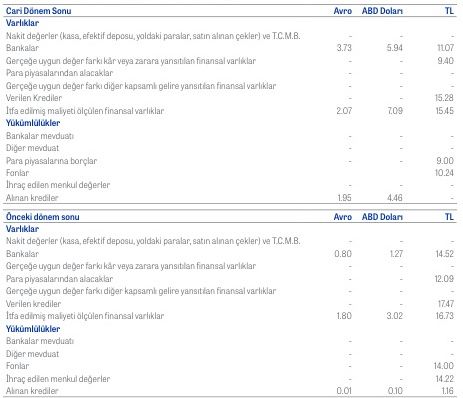 Cari Dönem Sonu Avro ABD Doları TL
Varlıklar
Nakit değerler (kasa, efektif deposu, yoldaki paralar, satın alınan çekler) ve T.C.M.B. - - -
Bankalar 3.73 5.94 11.07
Gerçeğe uygun değer farkı kâr veya zarara yansıtılan finansal varlıklar - - 9.40
Para piyasalarından alacaklar - - -
Gerçeğe uygun değer farkı diğer kapsamlı gelire yansıtılan finansal varlıklar - - -
Verilen Krediler - - 15.28
İtfa edilmiş maliyeti ölçülen finansal varlıklar 2.07 7.09 15.45
Yükümlülükler
Bankalar mevduatı - - -
Diğer mevduat - - -
Para piyasalarına borçlar - - 9.00
Fonlar 10.24
İhraç edilen menkul değerler - - -
Alınan krediler 1.95 4.46 -
Önceki dönem sonu Avro ABD Doları TL
Varlıklar
Nakit değerler (kasa, efektif deposu, yoldaki paralar, satın alınan çekler) ve T.C.M.B. - - -
Bankalar 0.80 1.27 14.52
Gerçeğe uygun değer farkı kâr veya zarara yansıtılan finansal varlıklar - - -
Para piyasalarından alacaklar - - 12.09
Gerçeğe uygun değer farkı diğer kapsamlı gelire yansıtılan finansal varlıklar - - -
Verilen krediler - - 17.47
İtfa edilmiş maliyeti ölçülen finansal varlıklar 1.80 3.02 16.73
Yükümlülükler
Bankalar mevduatı - - -
Diğer mevduat - - -
Fonlar - - 14.00
İhraç edilen menkul değerler - - 14.22
Alınan krediler 0.01 0.10 1.16